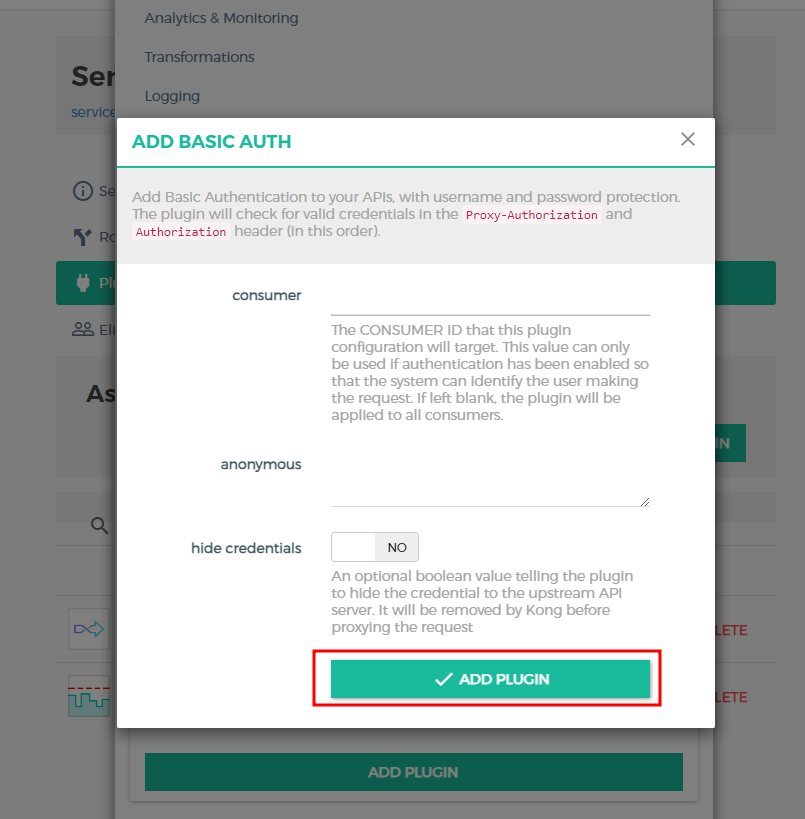 Analytics & Monitoring
Transformations
Logging
Ser
service
ADD BASIC AUTH
Add Basic Authentication to your APIs, with username and password protection.
The plugin will check for valid credentials in the Proxy-Authorization and
Authorization header (in this order).
Se
Ro
Plu
Eli
As
IN
consumer
The CONSUMER ID that this plugin
configuration will target. This value can only
be used if authentication has been enabled so
that the system can identify the user making
the request. If left blank, the plugin will be
applied to all consumers.
anonymous
hide credentials
NO
An optional boolean value telling the plugin
to hide the credential to the upstream API
server. It will be removed by Kong before
proxying the request
LETE
ADD PLUGIN
LETE
ADD PLUGIN